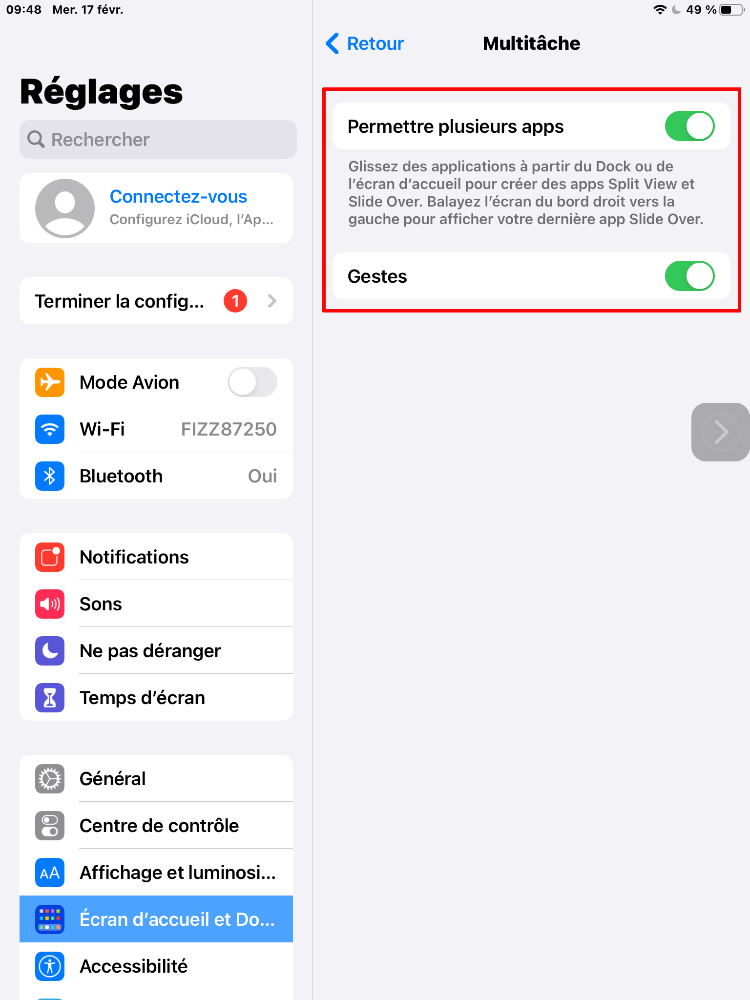 09:48 Mer. 17 févr.
49 %
Réglages
Rechercher
Connectez-vous
Configurez iCloud, l’Ap...
Terminer la config... 1
Mode Avion
Wi-Fi FIZZ87250
Bluetooth Oui
Notifications
Sons
Ne pas déranger
Temps d’écran
Général
Centre de contrôle
AA Affichage et luminosi...
Écran d’accueil et Do...
Accessibilité
Retour
Multitâche
Permettre plusieurs apps
Glissez des applications à partir du Dock ou de
l’écran d’accueil pour créer des apps Split View et
Slide Over. Balayez l’écran du bord droit vers la
gauche pour afficher votre dernière app Slide Over.
Gestes